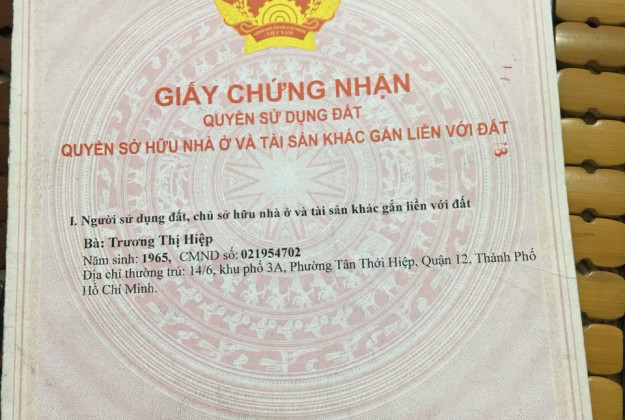 GIẤY CHỨNG NHẬN
QUYỀN SỬ DỤNG ĐẤT
QUYỀN SỞ HỮU NHÀ Ở VÀ TÀI SẢN KHÁC GẮN LIỀN VỚI ĐẤT
I. Người sử dụng đất, chủ sở hữu nhà ở và tài sản khác gắn liền với đất
Bà: Trương Thị Hiệp
Năm sinh: 1965, CMND số: 021954702
Địa chỉ thường trú: 14/6, khu phố 3A, Phường Tân Thới Hiệp, Quận 12, Thành Phố
Hồ Chí Minh.